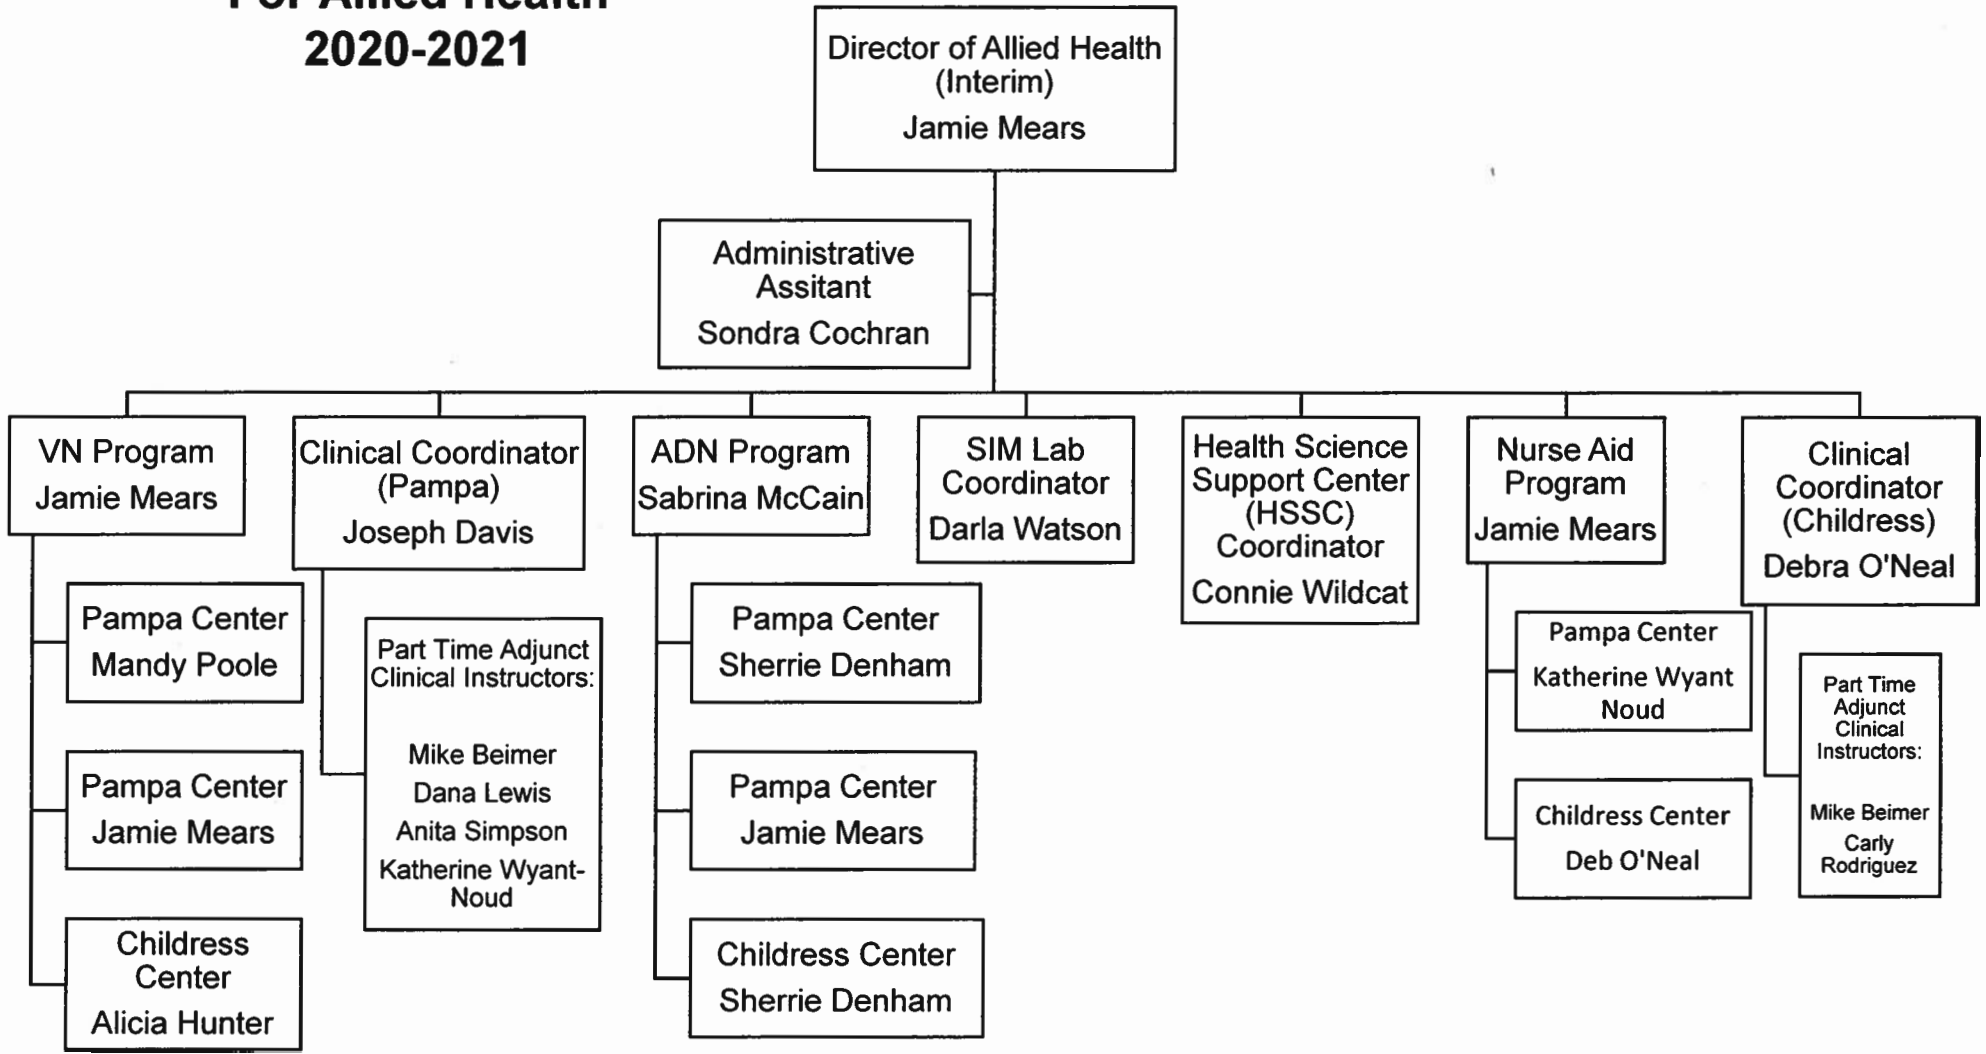 For Allied Health
2020-2021
Director of Allied Health
(Interim)
Jamie Mears
Administrative
Assitant
Sondra Cochran
VN Program
Jamie Mears
Pampa Center
Mandy Poole
Pampa Center
Jamie Mears
Childress
Center
Alicia Hunter
Clinical Coordinator
(Pampa)
Joseph Davis
Part Time Adjunct
Clinical Instructors:
Mike Beimer
Dana Lewis
Anita Simpson
Katherine Wyant-
Noud
ADN Program
Sabrina McCain
Pampa Center
Sherrie Denham
Pampa Center
Jamie Mears
Childress Center
Sherrie Denham
SIM Lab
Coordinator
Darla Watson
Health Science
Support Center
(HSSC)
Coordinator
Connie Wildcat
Nurse Aid
Program
Jamie Mears
Pampa Center
Katherine Wyant
Noud
Childress Center
Deb O'Neal
Clinical
Coordinator
(Childress)
Debra O'Neal
Part Time
Adjunct
Clinical
Instructors:
Mike Beimer
Carly
Rodriguez